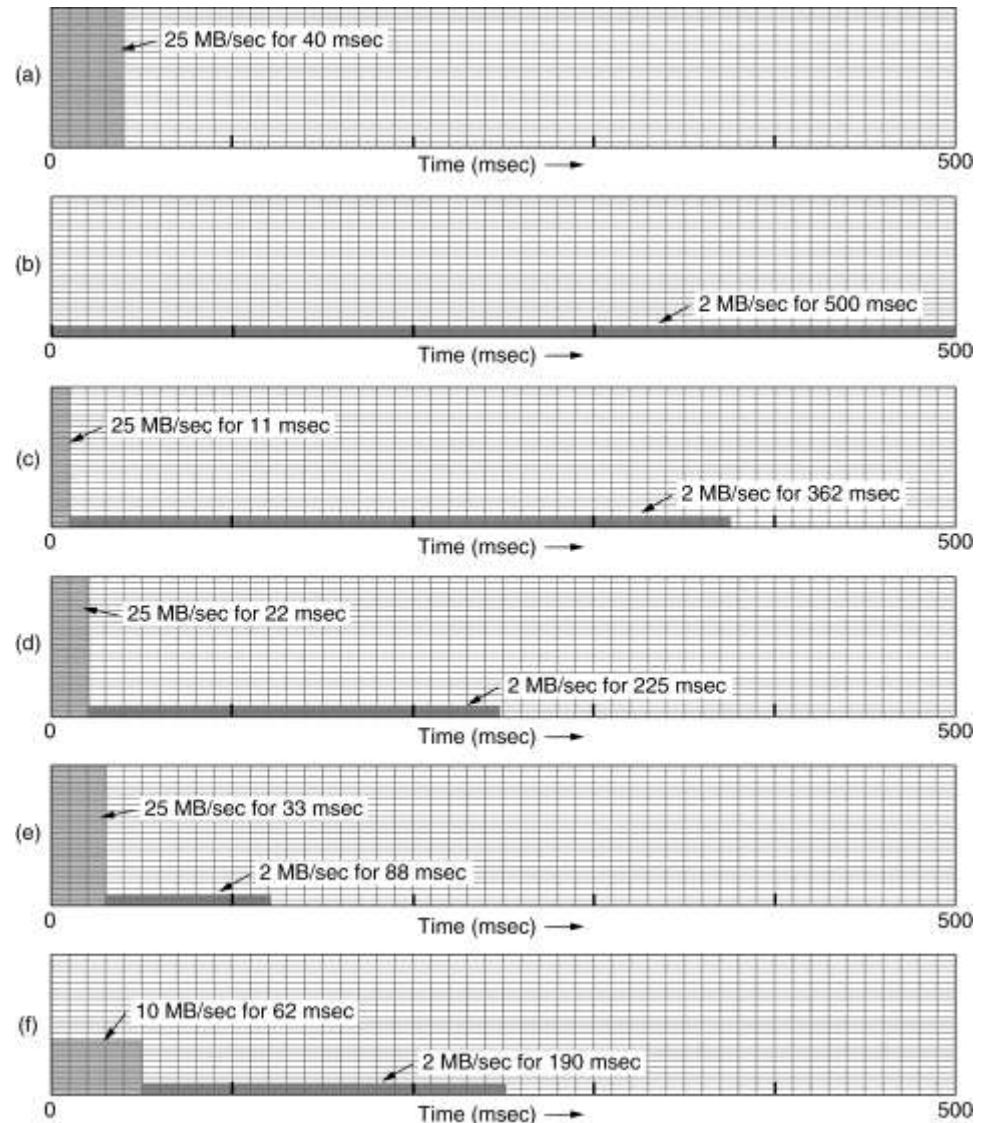 25 MB/sec for 40 msec
(a)
0
Time (msec)
500
(b)
2 MB/sec for 500 msec
0
Time (msec)
500
25 MB/sec for 11 msec
(c)
2 MB/sec for 362 msec
0
Time (msec)
500
25 MB/sec for 22 msec
(d)
2 MB/sec for 225 msec
0
Time (msec)
500
25 MB/sec for 33 msec
(e)
2 MB/sec for 88 msec
0
Time (msec)
500
10 MB/sec for 62 msec
(f)
2 MB/sec for 190 msec
0
Time (msec)
500